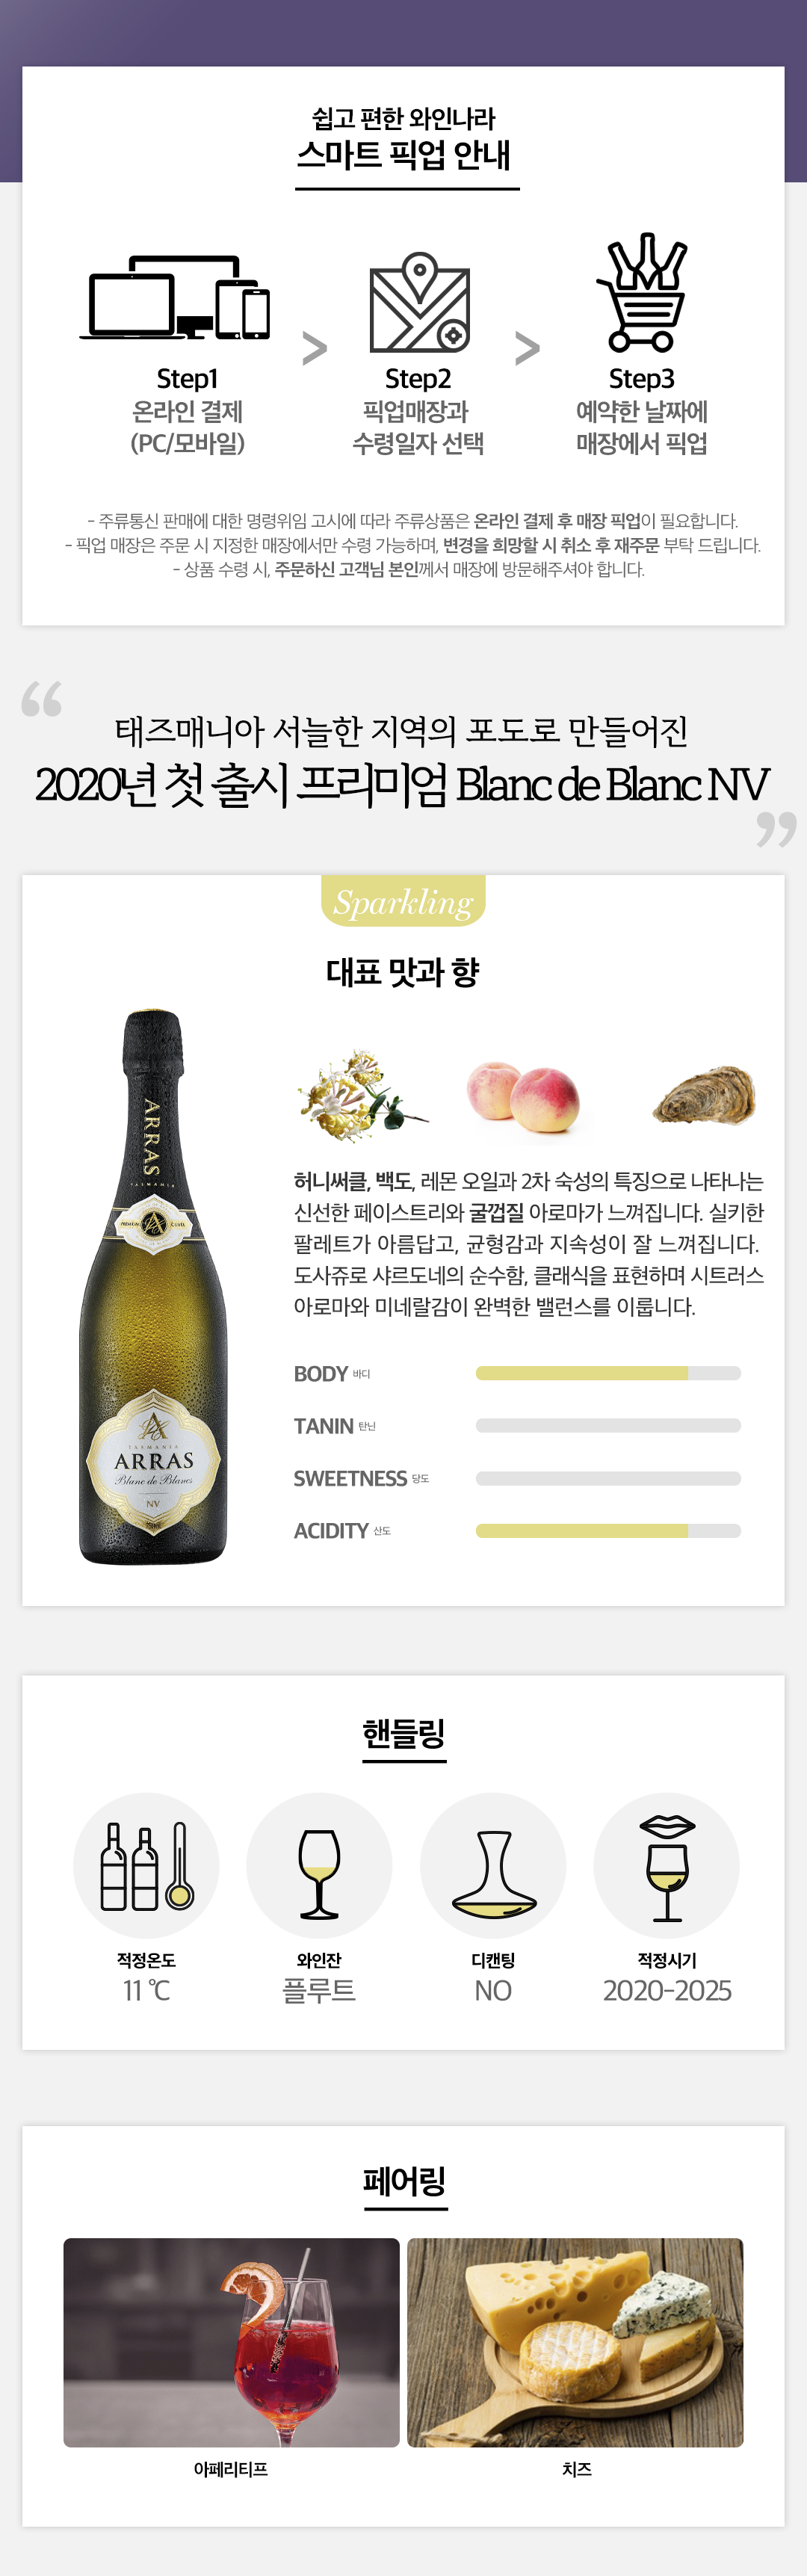 쉽고 편한 와인나라
스마트 픽업 안내
Step1
온라인 결제
(PC/모바일)
>
Step2
픽업매장과
수령일자 선택
>
Step3
예약한 날짜에
매장에서 픽업
- 주류통신 판매에 대한 명령위임 고시에 따라 주류상품은 온라인 결제 후 매장 픽업이 필요합니다.
- 픽업 매장은 주문 시 지정한 매장에서만 수령 가능하며, 변경을 희망할 시 취소 후 재주문 부탁 드립니다.
- 상품 수령 시, 주문하신 고객님 본인께서 매장에 방문해주셔야 합니다.
“
태즈매니아 서늘한 지역의 포도로 만들어진
2020년 첫 출시 프리미엄 Blanc de Blanc NV
”
Sparkling
대표 맛과 향
ARRAS
TASMANIA
PREMIUM CUVÉE
TASMANIA
ARRAS
Blanc de Blancs
NV
허니써클, 백도, 레몬 오일과 2차 숙성의 특징으로 나타나는
신선한 페이스트리와 굴껍질 아로마가 느껴집니다. 실키한
팔레트가 아름답고, 균형감과 지속성이 잘 느껴집니다.
도사쥬로 샤르도네의 순수함, 클래식을 표현하며 시트러스
아로마와 미네랄감이 완벽한 밸런스를 이룹니다.
BODY 바디
TANIN 탄닌
SWEETNESS 당도
ACIDITY 산도
핸들링
적정온도
11 ℃
와인잔
플루트
디캔팅
NO
적정시기
2020-2025
페어링
아페리티프
치즈